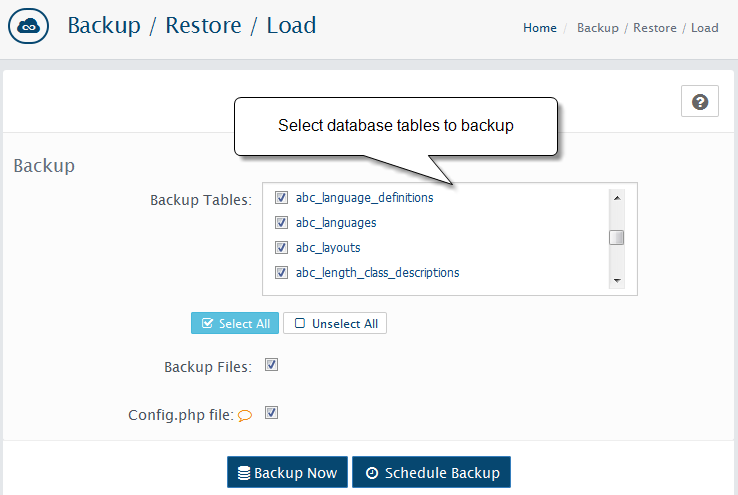 Backup / Restore / Load
Home / Backup / Restore / Load
Select database tables to backup
Backup
Backup Tables:
abc_language_definitions
abc_languages
abc_layouts
abc_length_class_descriptions
Select All
Unselect All
Backup Files:
Config.php file:
Backup Now
Schedule Backup